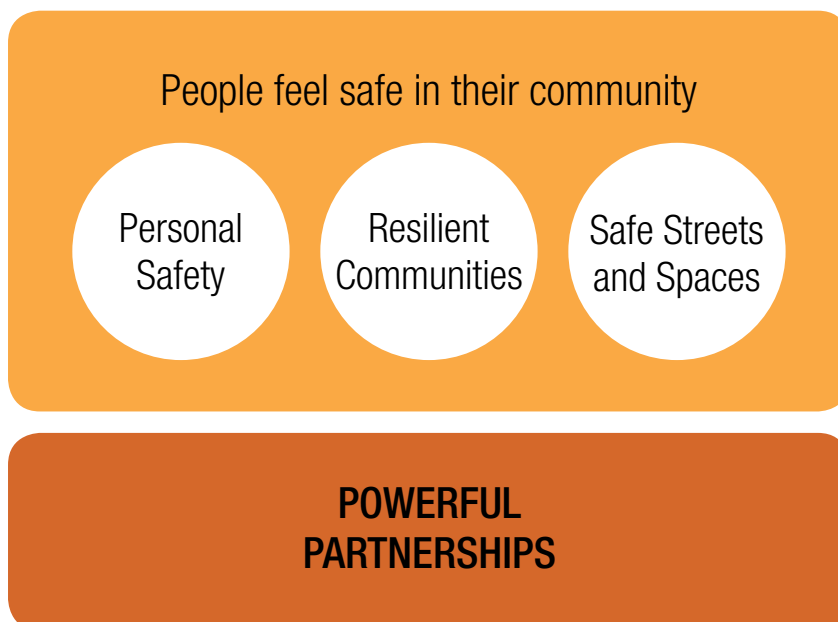 People feel safe in their community
Personal
Safety
Resilient
Communities
Safe Streets
and Spaces
POWERFUL
PARTNERSHIPS